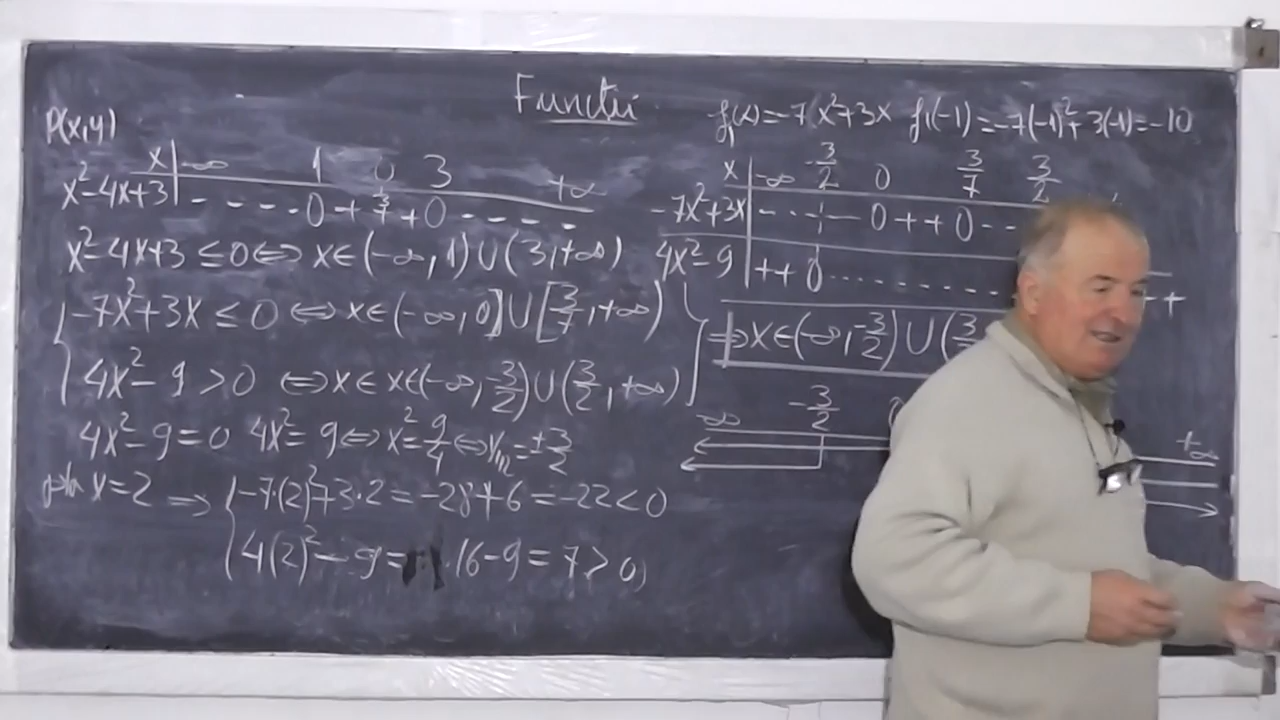 Functii
P(x,y)
x | -∞ 1 0 3 +∞
x²-4x+3 | - - - - 0 + 3/7 + 0 - - - -
x²-4x+3 ≤ 0 ⇔ x∈(-∞,1)∪(3,+∞)
-7x²+3x ≤ 0 ⇔ x∈(-∞,0]∪[3/7,+∞)
4x²-9 > 0 ⇔ x∈ x∈(-∞,-3/2)∪(3/2,+∞)
4x²-9=0 4x²=9 ⇔ x²=9/4 ⇔ x₁,₂=±3/2
x=2 ⇒ -7·(2)²+3·2=-28+6=-22<0
4(2)²-9= ·16-9=7>0,
f₁(x)=-7x²+3x f₁(-1)=-7(-1)²+3(-1)=-10
x | -∞ -3/2 0 3/7 3/2
-7x²+3x | - - - - 0 + + 0 - -
4x²-9 | + + 0 - - - - - - - - + +
⇒ x∈(-∞,-3/2)∪(
∞ -3/2 +∞